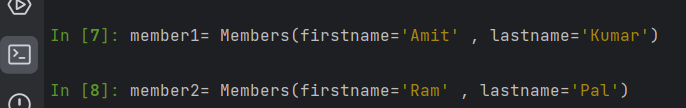 In [7]: member1= Members(firstname='Amit' , lastname='Kumar')
In [8]: member2= Members(firstname='Ram' , lastname='Pal')